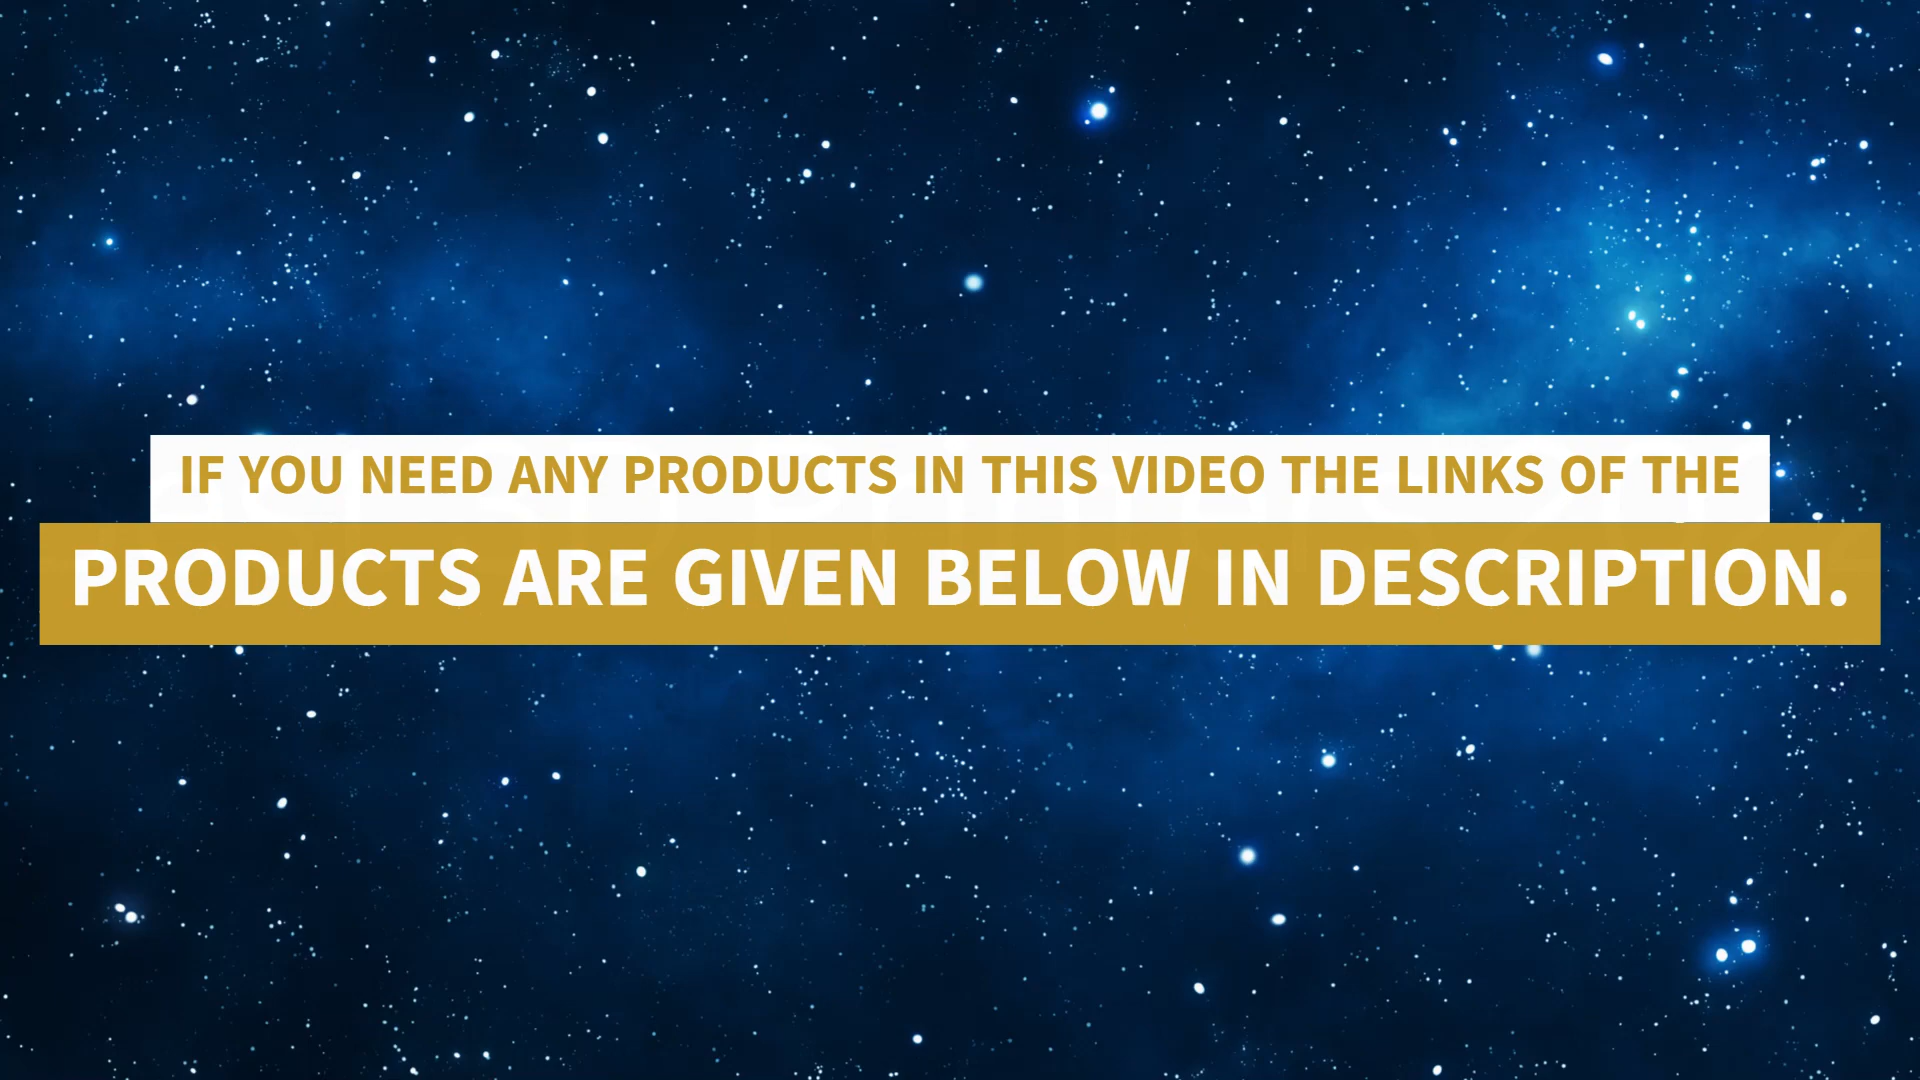 IF YOU NEED ANY PRODUCTS IN THIS VIDEO THE LINKS OF THE
PRODUCTS ARE GIVEN BELOW IN DESCRIPTION.